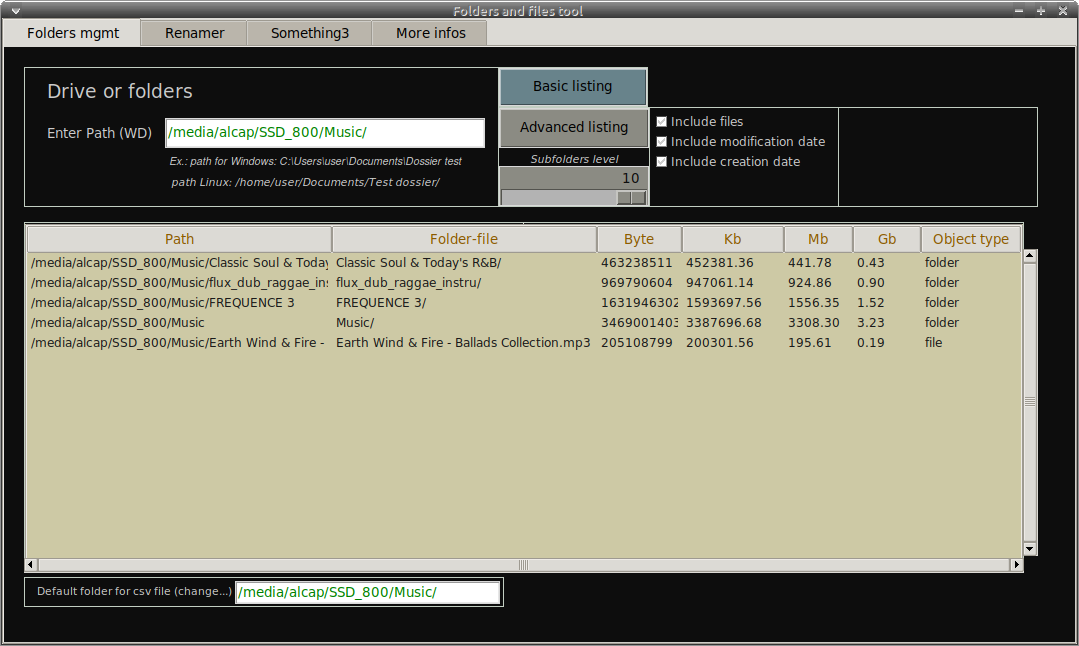 Folders and files tool
Folders mgmt Renamer Something3 More infos
Drive or folders
Basic listing
Enter Path (WD) /media/alcap/SSD_800/Music/
Advanced listing
Include files
Include modification date
Include creation date
Ex.: path for Windows: C:\Users\user\Documents\Dossier test
path Linux: /home/user/Documents/Test dossier/
Subfolders level
10
Path Folder-file Byte Kb Mb Gb Object type
/media/alcap/SSD_800/Music/Classic Soul & Today Classic Soul & Today's R&B/ 463238511 452381.36 441.78 0.43 folder
/media/alcap/SSD_800/Music/flux_dub_raggae_ins flux_dub_raggae_instru/ 969790604 947061.14 924.86 0.90 folder
/media/alcap/SSD_800/Music/FREQUENCE 3 FREQUENCE 3/ 1631946302 1593697.56 1556.35 1.52 folder
/media/alcap/SSD_800/Music Music/ 3469001403 3387696.68 3308.30 3.23 folder
/media/alcap/SSD_800/Music/Earth Wind & Fire - Earth Wind & Fire - Ballads Collection.mp3 205108799 200301.56 195.61 0.19 file
Default folder for csv file (change...) /media/alcap/SSD_800/Music/